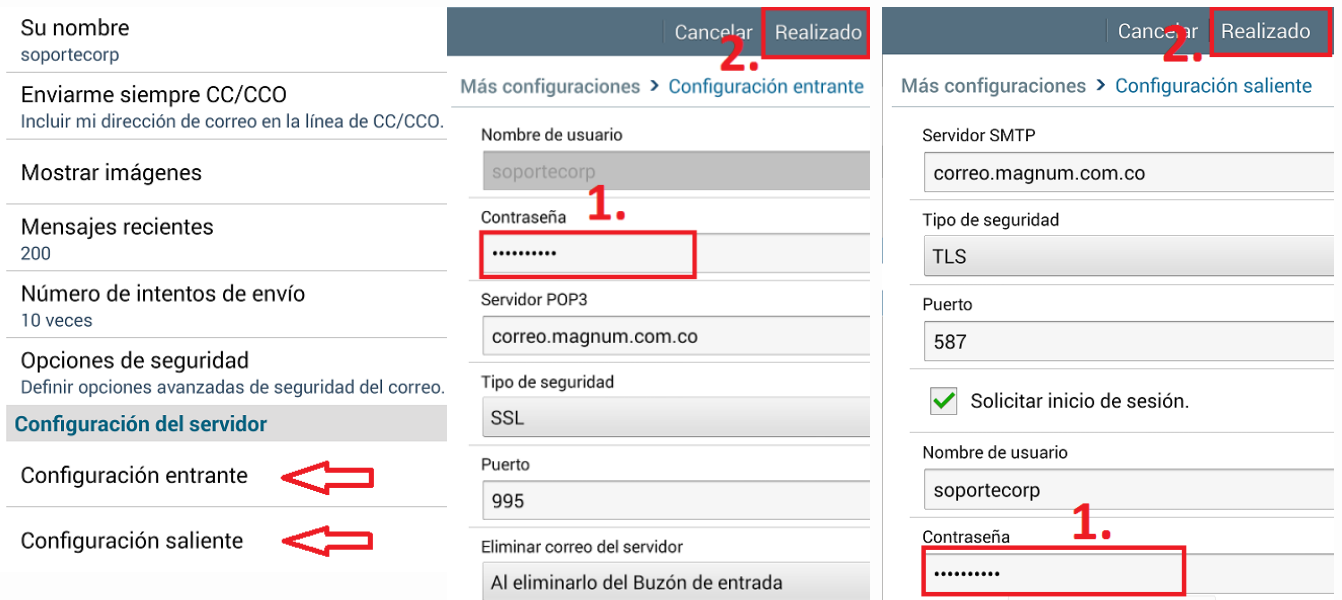 Su nombre
soportecorp
Enviarme siempre CC/CCO
Incluir mi dirección de correo en la línea de CC/CCO.
Mostrar imágenes
Mensajes recientes
200
Número de intentos de envío
10 veces
Opciones de seguridad
Definir opciones avanzadas de seguridad del correo.
Configuración del servidor
Configuración entrante
Configuración saliente
Cancelar Realizado
2.
Más configuraciones > Configuración entrante
Nombre de usuario
soportecorp
Contraseña
1.
••••••••••
Servidor POP3
correo.magnum.com.co
Tipo de seguridad
SSL
Puerto
995
Eliminar correo del servidor
Al eliminarlo del Buzón de entrada
Cancelar Realizado
2.
Más configuraciones > Configuración saliente
Servidor SMTP
correo.magnum.com.co
Tipo de seguridad
TLS
Puerto
587
Solicitar inicio de sesión.
Nombre de usuario
soportecorp
1.
Contraseña
••••••••••